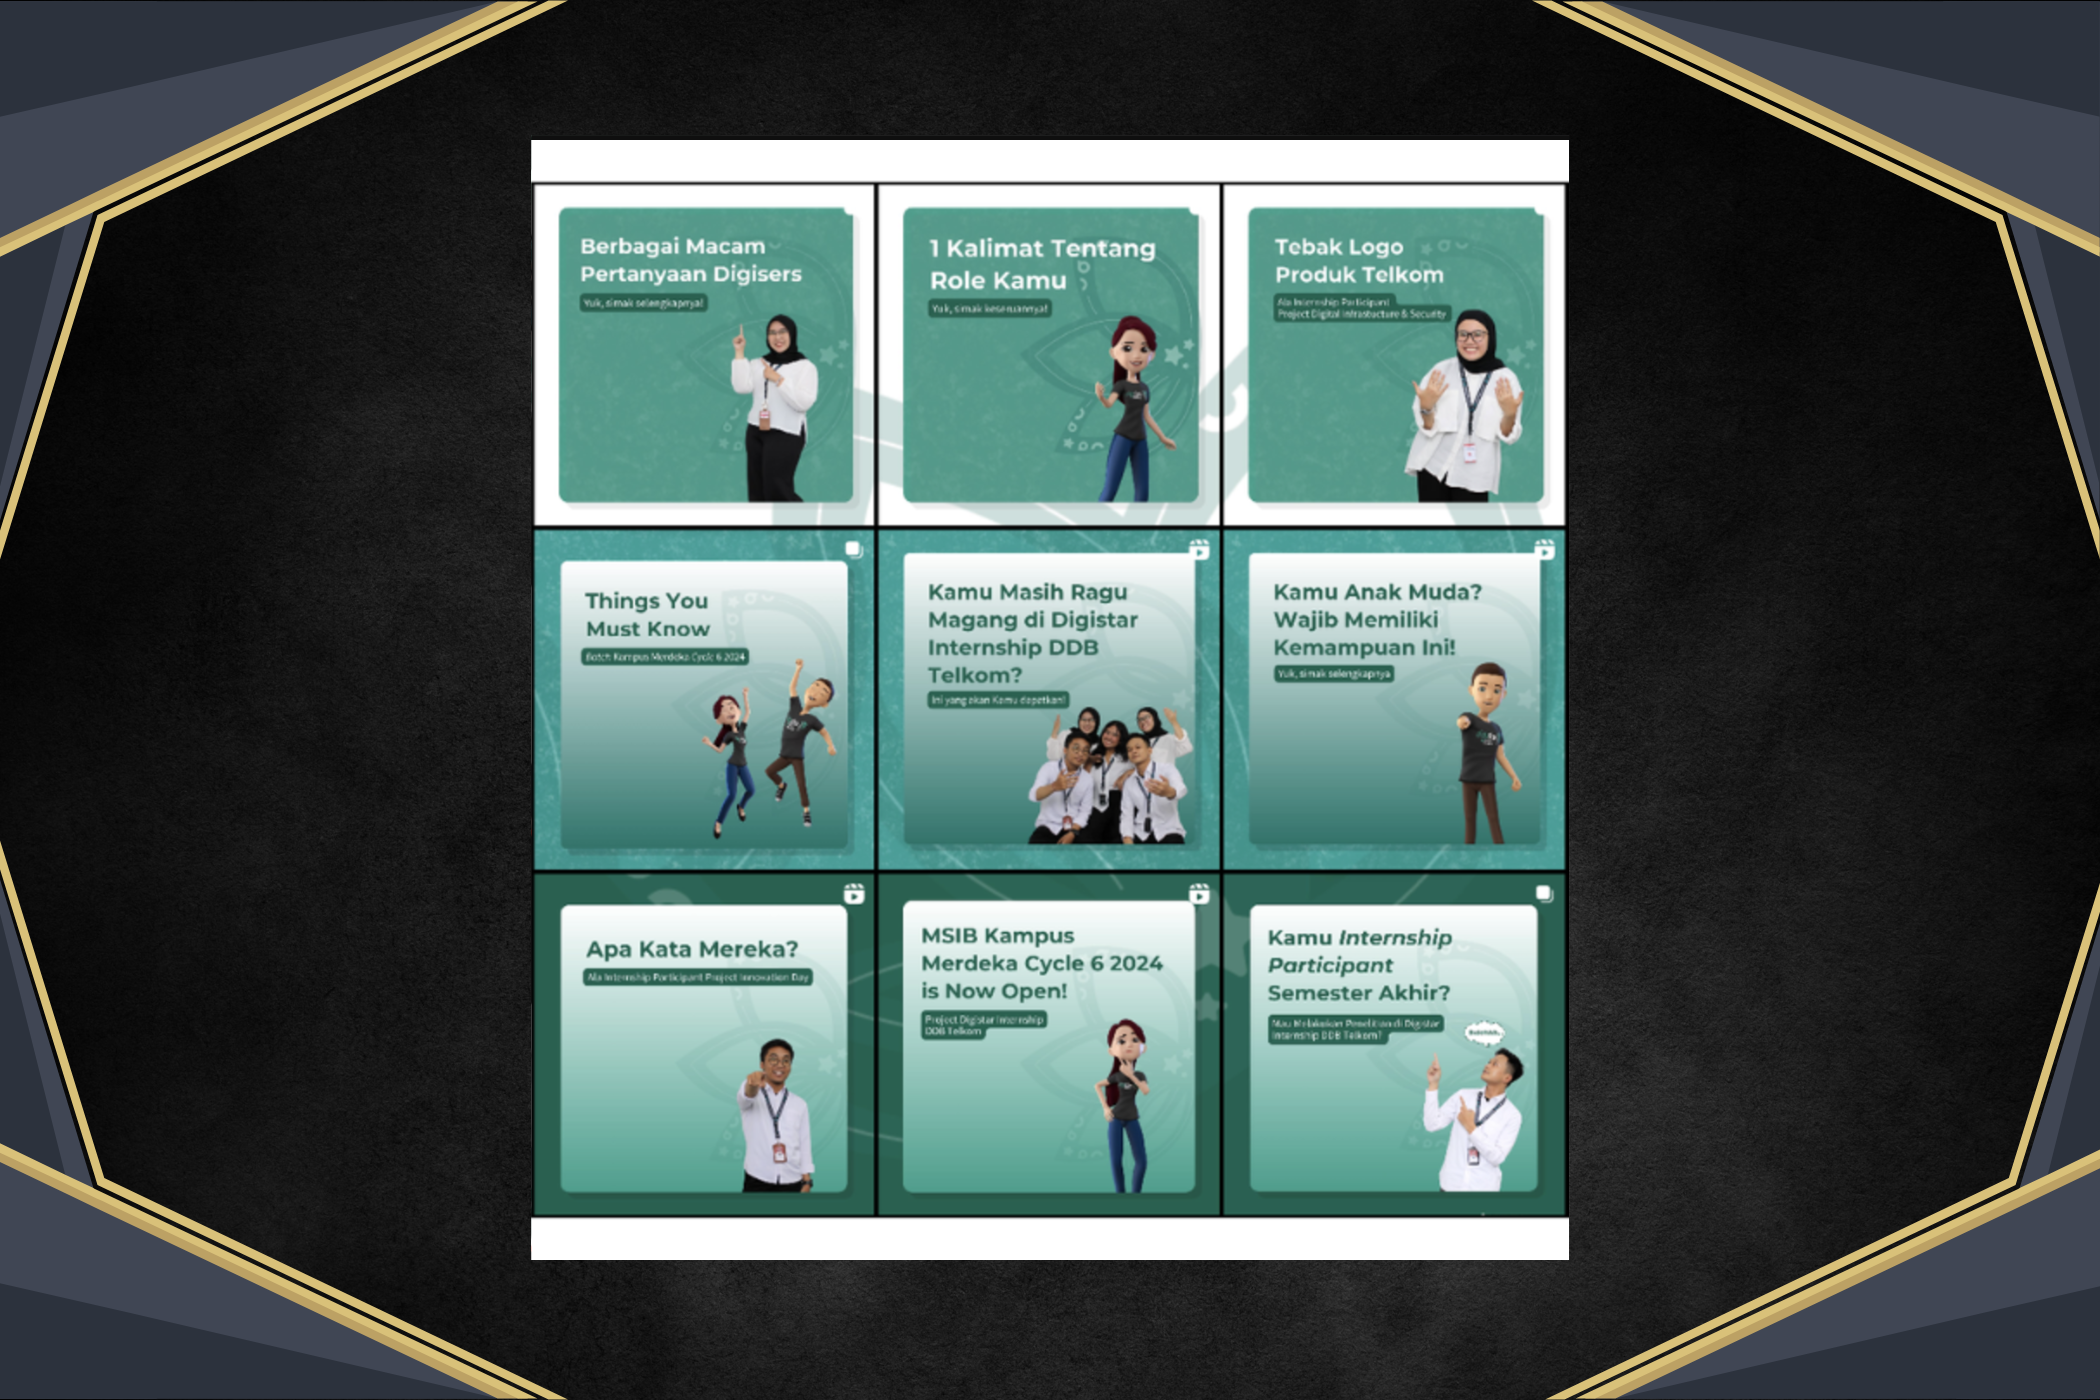 Berbagai Macam
Pertanyaan Digisers
Yuk, simak selengkapnya!
1 Kalimat Tentang
Role Kamu
Yuk, simak keseruannya!
Tebak Logo
Produk Telkom
Ala Internship Participant
Project Digital Infrastucture & Security
Things You
Must Know
Batch Kampus Merdeka Cycle 6 2024
Kamu Masih Ragu
Magang di Digistar
Internship DDB
Telkom?
Ini yang akan Kamu dapatkan!
Kamu Anak Muda?
Wajib Memiliki
Kemampuan Ini!
Yuk, simak selengkapnya
Apa Kata Mereka?
Ala Internship Participant Project Innovation Day
MSIB Kampus
Merdeka Cycle 6 2024
is Now Open!
Project Digistar Internship
DDB Telkom
Kamu Internship
Participant
Semester Akhir?
Mau Melakukan Penelitian di Digistar
Internship DDB Telkom?